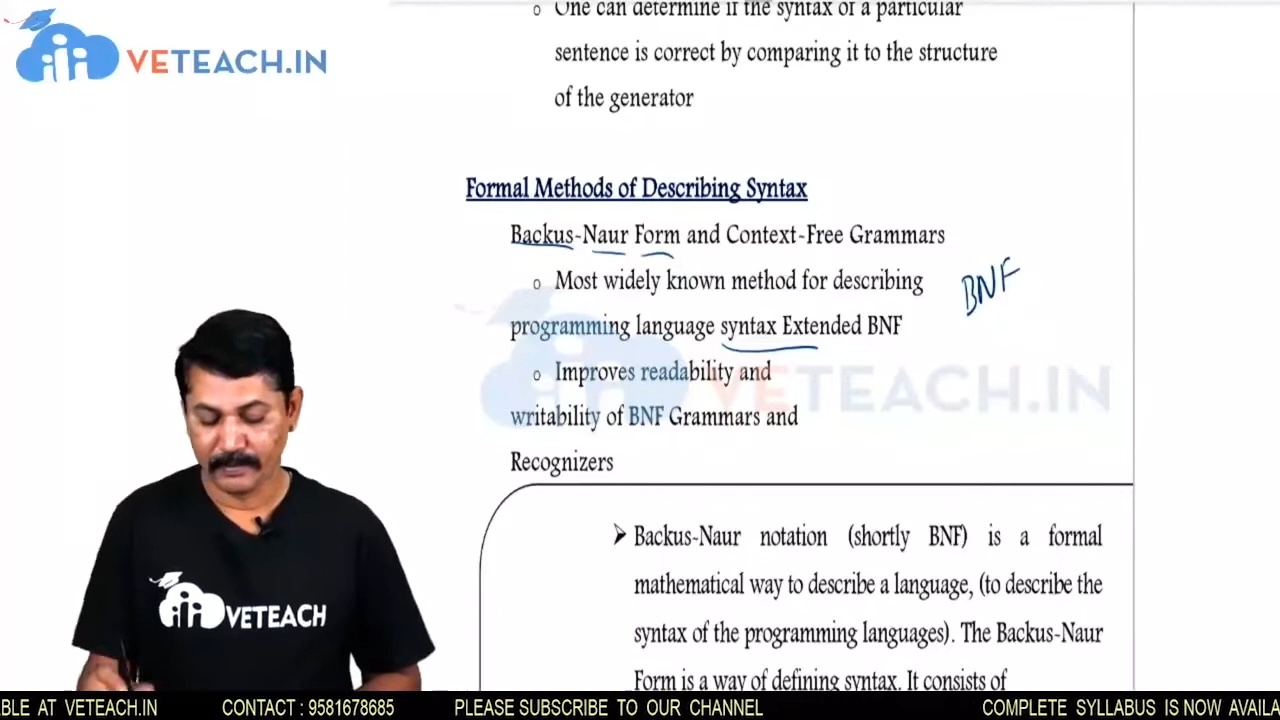 One can determine if the syntax of a particular
sentence is correct by comparing it to the structure
of the generator
VETEACH.IN
Formal Methods of Describing Syntax
Backus-Naur Form and Context-Free Grammars
o Most widely known method for describing
BNF
programming language syntax Extended BNF
o Improves readability and
VETEACH.IN
writability of BNF Grammars and
Recognizers
➤ Backus-Naur notation (shortly BNF) is a formal
mathematical way to describe a language, (to describe the
syntax of the programming languages). The Backus-Naur
Form is a way of defining syntax. It consists of
VETEACH
ABLE AT VETEACH.IN CONTACT : 9581678685 PLEASE SUBSCRIBE TO OUR CHANNEL COMPLETE SYLLABUS IS NOW AVAILA